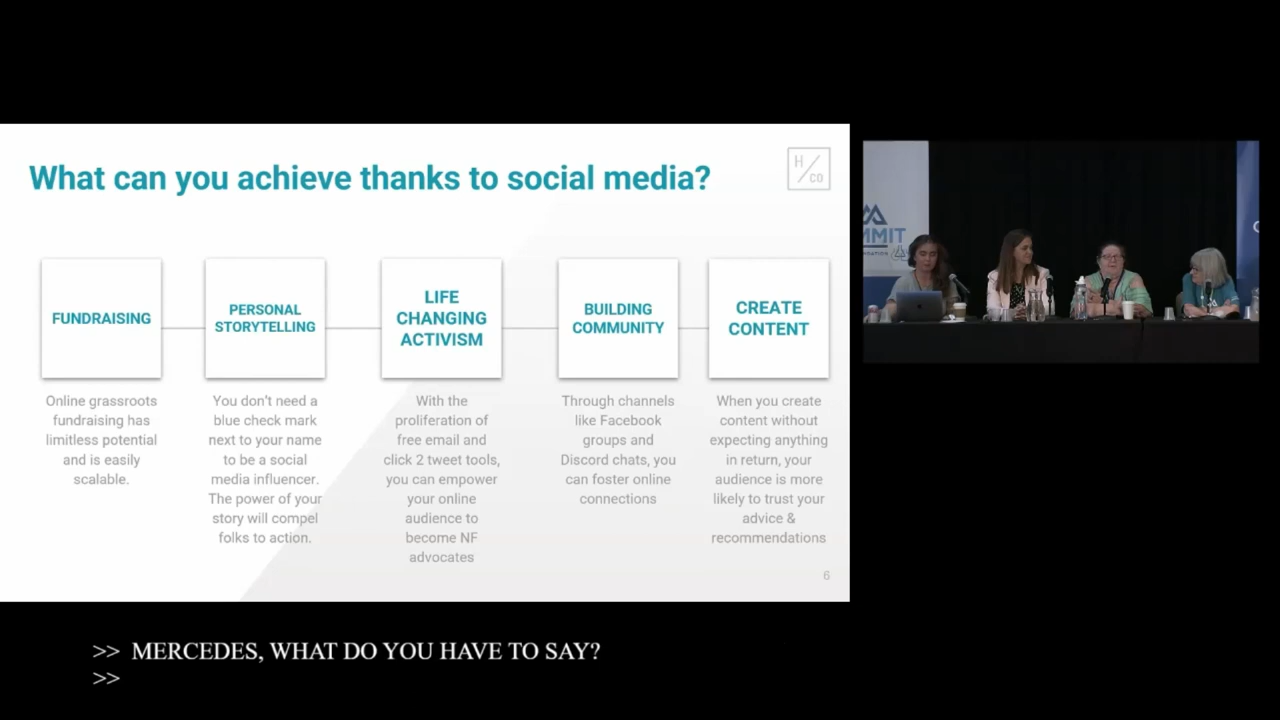 What can you achieve thanks to social media?
H/CO
FUNDRAISING
Online grassroots
fundraising has
limitless potential
and is easily
scalable.
PERSONAL
STORYTELLING
You don't need a
blue check mark
next to your name
to be a social
media influencer.
The power of your
story will compel
folks to action.
LIFE
CHANGING
ACTIVISM
With the
proliferation of
free email and
click 2 tweet tools,
you can empower
your online
audience to
become NF
advocates
BUILDING
COMMUNITY
Through channels
like Facebook
groups and
Discord chats, you
can foster online
connections
CREATE
CONTENT
When you create
content without
expecting anything
in return, your
audience is more
likely to trust your
advice &
recommendations
6
MMIT
>> MERCEDES, WHAT DO YOU HAVE TO SAY?
>>